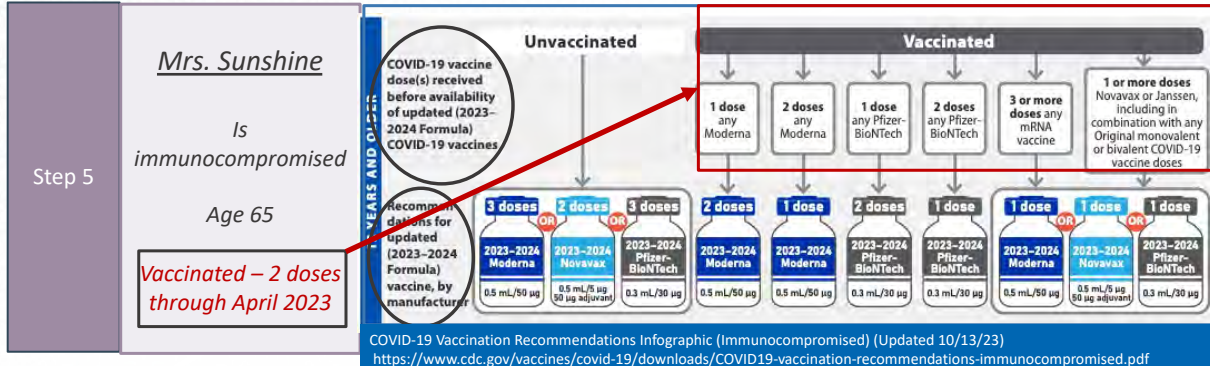 Step 5
Mrs. Sunshine
Is
immunocompromised
Age 65
Vaccinated – 2 doses
through April 2023
YEARS AND OLDER
COVID-19 vaccine
dose(s) received
before availability
of updated (2023–
2024 Formula)
COVID-19 vaccines
Unvaccinated
Vaccinated
1 dose
any
Moderna
2 doses
any
Moderna
1 dose
any Pfizer-
BioNTech
2 doses
any Pfizer-
BioNTech
3 or more
doses any
mRNA
vaccine
1 or more doses
Novavax or Janssen,
including in
combination with any
Original monovalent
or bivalent COVID-19
vaccine doses
Recommen
dations for
updated
(2023–2024
Formula)
vaccine, by
manufacturer
3 doses
2023–2024
Moderna
0.5 mL/50 µg
OR
2 doses
2023–2024
Novavax
0.5 mL/5 µg
50 µg adjuvant
OR
3 doses
2023–2024
Pfizer-
BioNTech
0.3 mL/30 µg
2 doses
2023–2024
Moderna
0.5 mL/50 µg
1 dose
2023–2024
Moderna
0.5 mL/50 µg
2 doses
2023–2024
Pfizer-
BioNTech
0.3 mL/30 µg
1 dose
2023–2024
Pfizer-
BioNTech
0.3 mL/30 µg
1 dose
2023–2024
Moderna
0.5 mL/50 µg
OR
1 dose
2023–2024
Novavax
0.5 mL/5 µg
50 µg adjuvant
OR
1 dose
2023–2024
Pfizer-
BioNTech
0.3 mL/30 µg
COVID-19 Vaccination Recommendations Infographic (Immunocompromised) (Updated 10/13/23)
https://www.cdc.gov/vaccines/covid-19/downloads/COVID19-vaccination-recommendations-immunocompromised.pdf